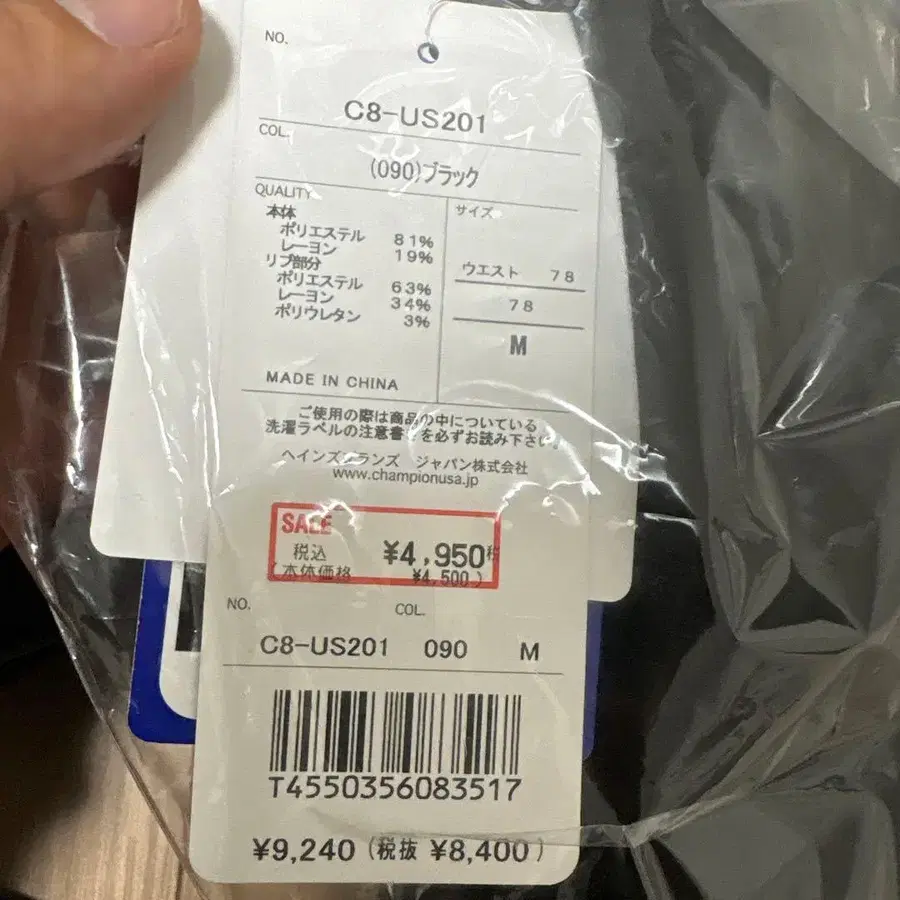 NO.
C8-US201
COL.
(090)ブラック
QUALITY
本体
ポリエステル 81%
レーヨン 19%
リブ部分
ポリエステル 63%
レーヨン 34%
ポリウレタン 3%
サイズ
ウエスト 78
78
M
MADE IN CHINA
ご使用の際は商品の中についている
洗濯ラベルの注意書きを必ずお読み下さい。
ヘインズブランズ ジャパン株式会社
www.championusa.jp
SALE
税込 ¥4,950
(本体価格 ¥4,500)
NO. COL.
C8-US201 090 M
T4550356083517
¥9,240 (税抜 ¥8,400)